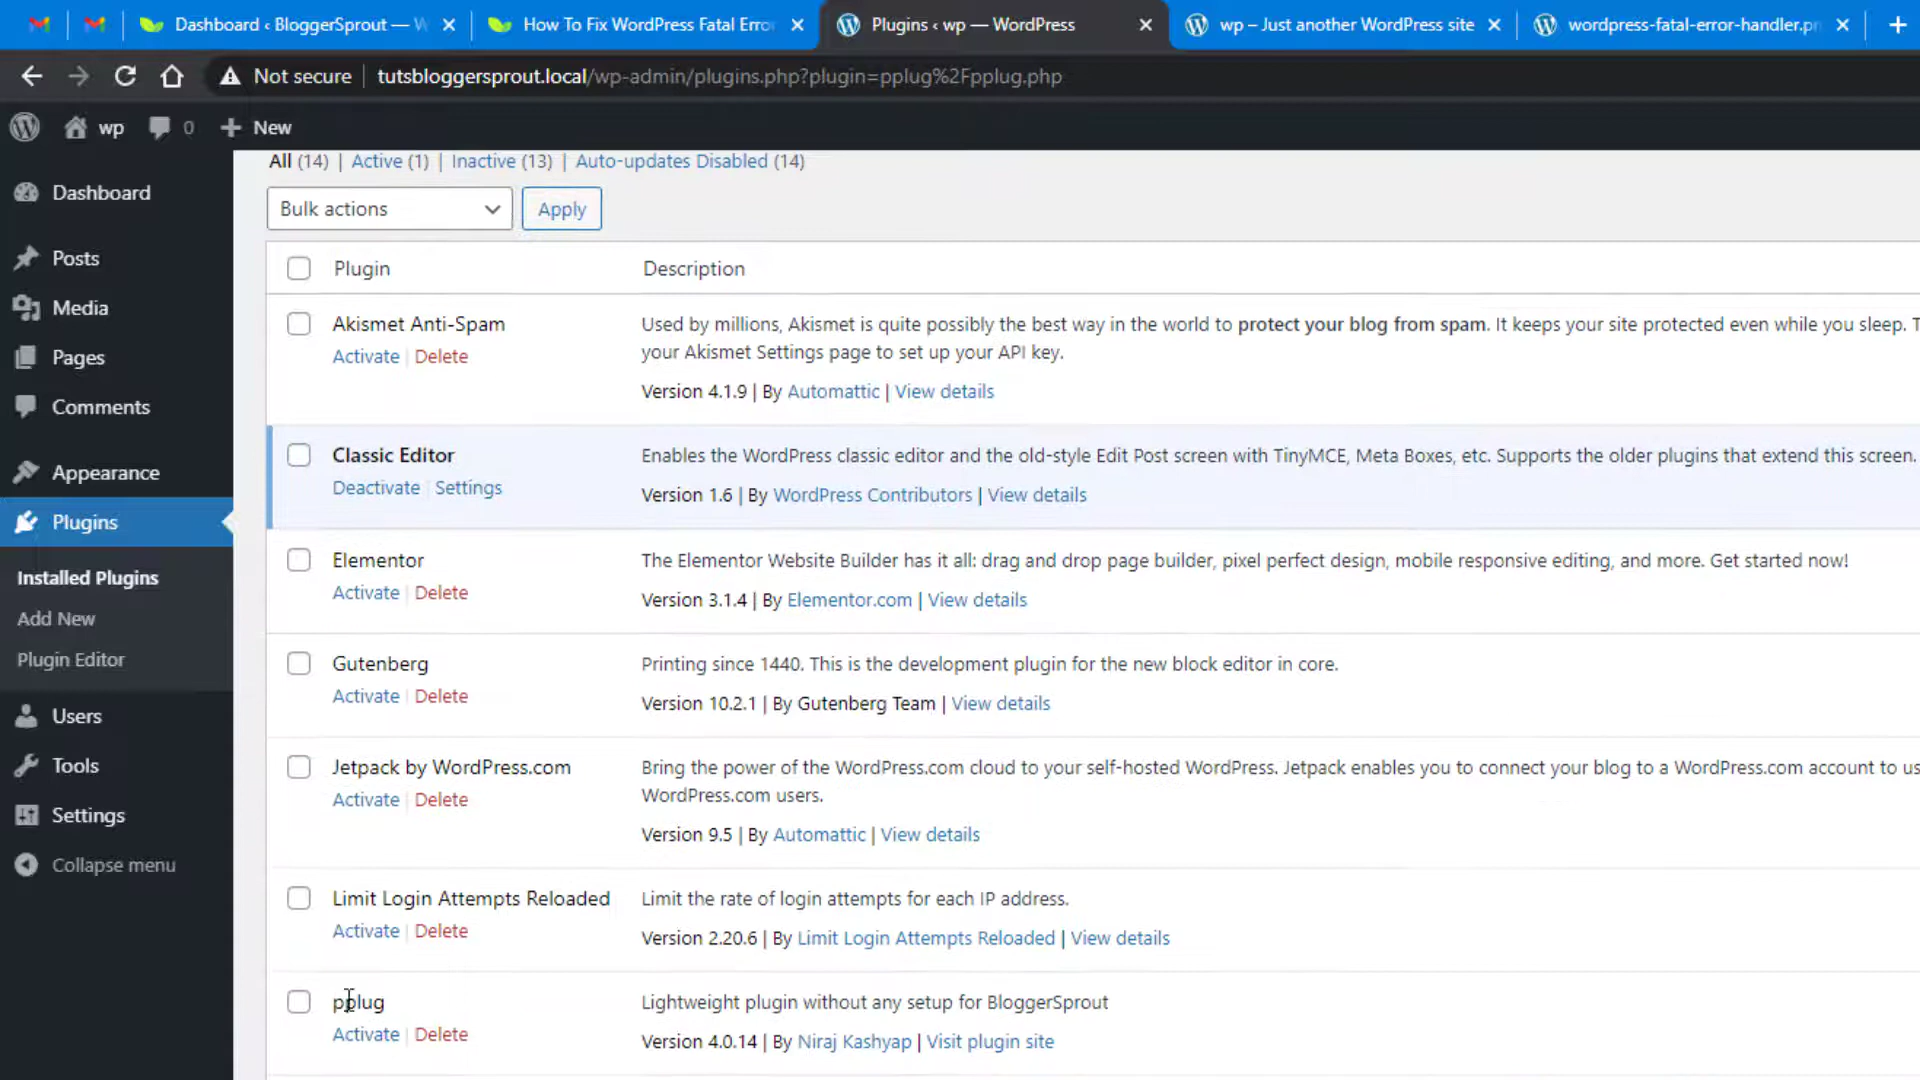 Dashboard ‹ BloggerSprout — W
How To Fix WordPress Fatal Erro
Plugins ‹ wp — WordPress
wp – Just another WordPress site
wordpress-fatal-error-handler.p
Not secure
tutsbloggersprout.local/wp-admin/plugins.php?plugin=pplug%2Fpplug.php
wp
0
New
Dashboard
Posts
Media
Pages
Comments
Appearance
Plugins
Installed Plugins
Add New
Plugin Editor
Users
Tools
Settings
Collapse menu
All (14) | Active (1) | Inactive (13) | Auto-updates Disabled (14)
Bulk actions
Apply
Plugin
Description
Akismet Anti-Spam
Activate | Delete
Used by millions, Akismet is quite possibly the best way in the world to protect your blog from spam. It keeps your site protected even while you sleep. T
your Akismet Settings page to set up your API key.
Version 4.1.9 | By Automattic | View details
Classic Editor
Deactivate | Settings
Enables the WordPress classic editor and the old-style Edit Post screen with TinyMCE, Meta Boxes, etc. Supports the older plugins that extend this screen.
Version 1.6 | By WordPress Contributors | View details
Elementor
Activate | Delete
The Elementor Website Builder has it all: drag and drop page builder, pixel perfect design, mobile responsive editing, and more. Get started now!
Version 3.1.4 | By Elementor.com | View details
Gutenberg
Activate | Delete
Printing since 1440. This is the development plugin for the new block editor in core.
Version 10.2.1 | By Gutenberg Team | View details
Jetpack by WordPress.com
Activate | Delete
Bring the power of the WordPress.com cloud to your self-hosted WordPress. Jetpack enables you to connect your blog to a WordPress.com account to us
WordPress.com users.
Version 9.5 | By Automattic | View details
Limit Login Attempts Reloaded
Activate | Delete
Limit the rate of login attempts for each IP address.
Version 2.20.6 | By Limit Login Attempts Reloaded | View details
pplug
Activate | Delete
Lightweight plugin without any setup for BloggerSprout
Version 4.0.14 | By Niraj Kashyap | Visit plugin site